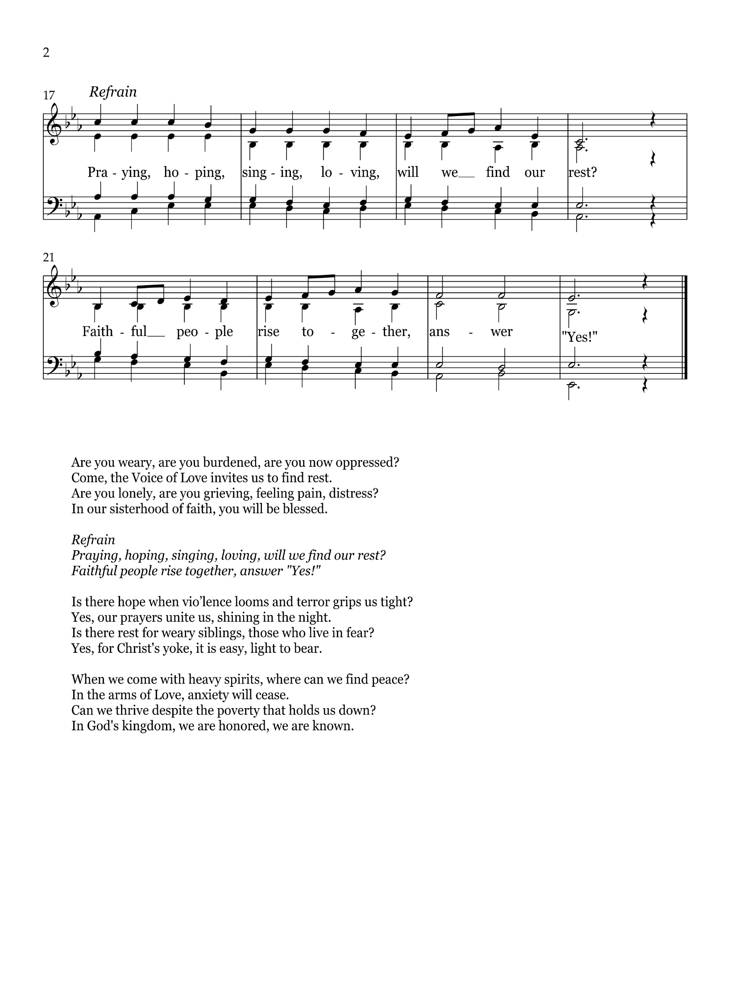 2
Refrain
17
Pra - ying, ho - ping, sing - ing, lo - ving, will we __ find our rest?
21
Faith - ful __ peo - ple rise to - ge - ther, ans - wer "Yes!"
Are you weary, are you burdened, are you now oppressed?
Come, the Voice of Love invites us to find rest.
Are you lonely, are you grieving, feeling pain, distress?
In our sisterhood of faith, you will be blessed.
Refrain
Praying, hoping, singing, loving, will we find our rest?
Faithful people rise together, answer "Yes!"
Is there hope when vio’lence looms and terror grips us tight?
Yes, our prayers unite us, shining in the night.
Is there rest for weary siblings, those who live in fear?
Yes, for Christ's yoke, it is easy, light to bear.
When we come with heavy spirits, where can we find peace?
In the arms of Love, anxiety will cease.
Can we thrive despite the poverty that holds us down?
In God's kingdom, we are honored, we are known.